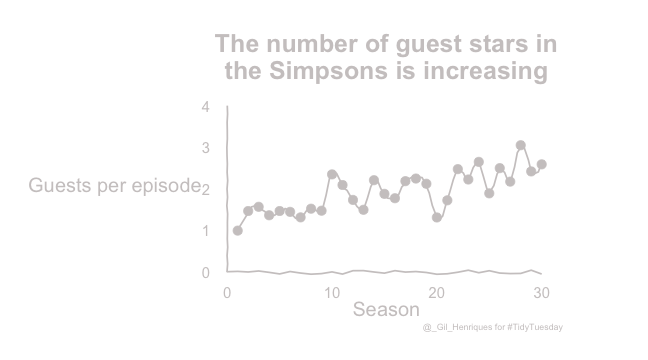 The number of guest stars in
the Simpsons is increasing
4
3
Guests per episode
2
1
0
0 10 20 30
Season
@_Gil_Henriques for #TidyTuesday